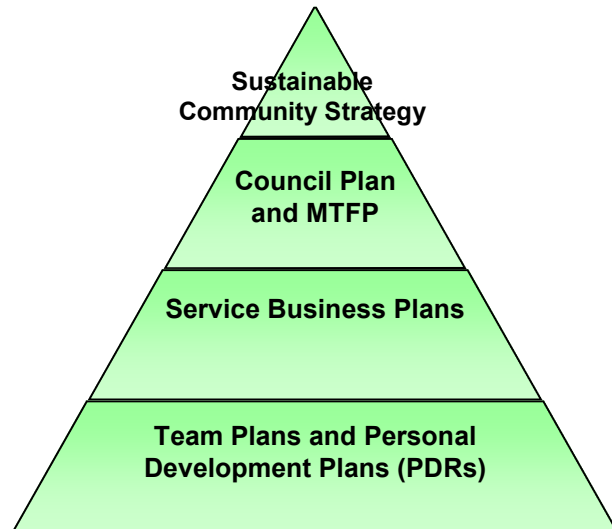 Sustainable
Community Strategy
Council Plan
and MTFP
Service Business Plans
Team Plans and Personal
Development Plans (PDRs)